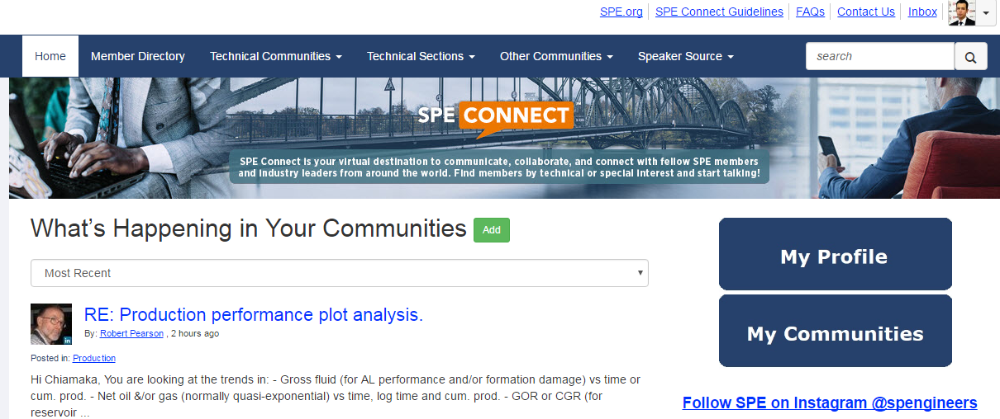 SPE.org SPE Connect Guidelines FAQs Contact Us Inbox
Home Member Directory Technical Communities Technical Sections Other Communities Speaker Source search
SPE CONNECT
SPE Connect is your virtual destination to communicate, collaborate, and connect with fellow SPE members
and industry leaders from around the world. Find members by technical or special interest and start talking!
What's Happening in Your Communities Add
Most Recent
RE: Production performance plot analysis.
By: Robert Pearson , 2 hours ago
in
Posted in: Production
Hi Chiamaka, You are looking at the trends in: - Gross fluid (for AL performance and/or formation damage) vs time or
cum. prod. - Net oil &/or gas (normally quasi-exponential) vs time, log time and cum. prod. - GOR or CGR (for
reservoir ...
My Profile
My Communities
Follow SPE on Instagram @spengineers